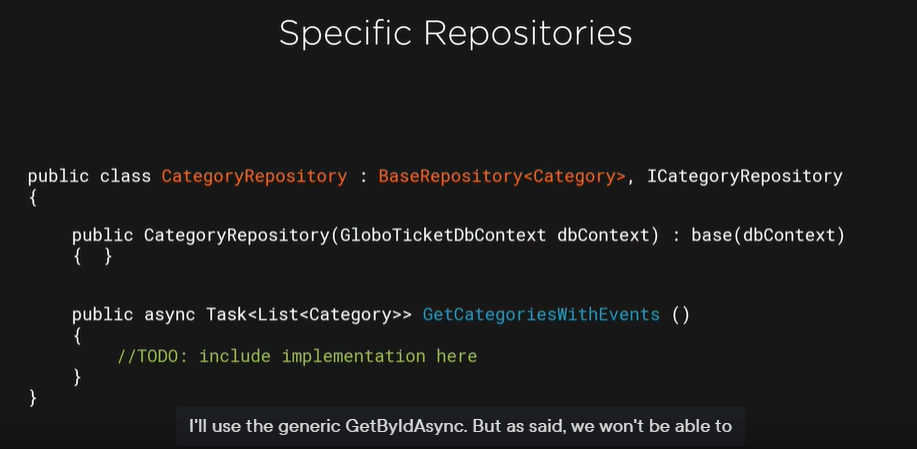 Specific Repositories
public class CategoryRepository : BaseRepository<Category>, ICategoryRepository
{
public CategoryRepository(GloboTicketDbContext dbContext) : base(dbContext)
{ }
public async Task<List<Category>> GetCategoriesWithEvents ()
{
//TODO: include implementation here
}
}
I'll use the generic GetByIdAsync. But as said, we won't be able to